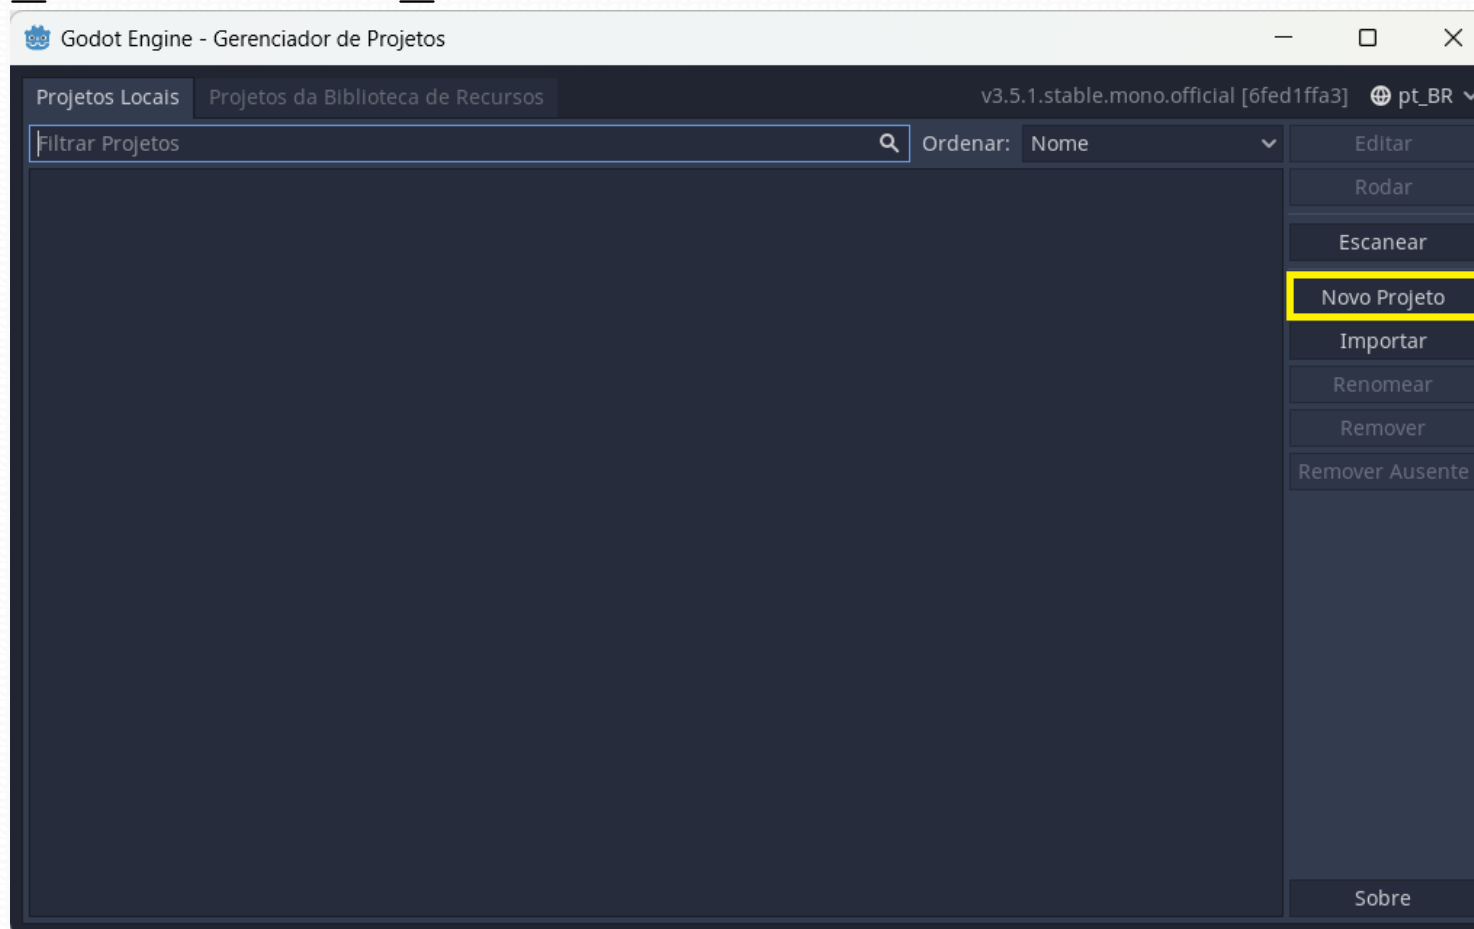 Godot Engine - Gerenciador de Projetos
Projetos Locais Projetos da Biblioteca de Recursos v3.5.1.stable.mono.official [6fed1ffa3] pt_BR
Filtrar Projetos Ordenar: Nome Editar
Rodar
Escanear
Novo Projeto
Importar
Renomear
Remover
Remover Ausente
Sobre